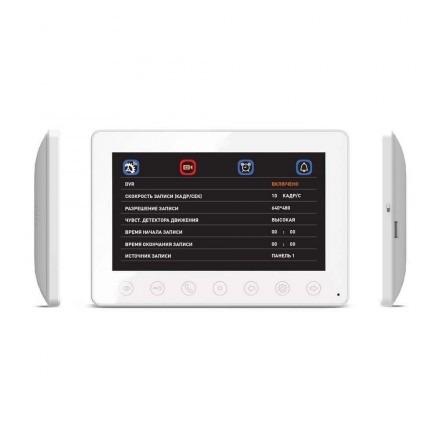 DVR ВКЛЮЧЕНО
СКОРОСТЬ ЗАПИСИ (КАДР/СЕК) 10 КАДР/С
РАЗРЕШЕНИЕ ЗАПИСИ 640*480
ЧУВСТ. ДЕТЕКТОРА ДВИЖЕНИЯ ВЫСОКАЯ
ВРЕМЯ НАЧАЛА ЗАПИСИ 00 : 00
ВРЕМЯ ОКОНЧАНИЯ ЗАПИСИ 00 : 00
ИСТОЧНИК ЗАПИСИ ПАНЕЛЬ 1